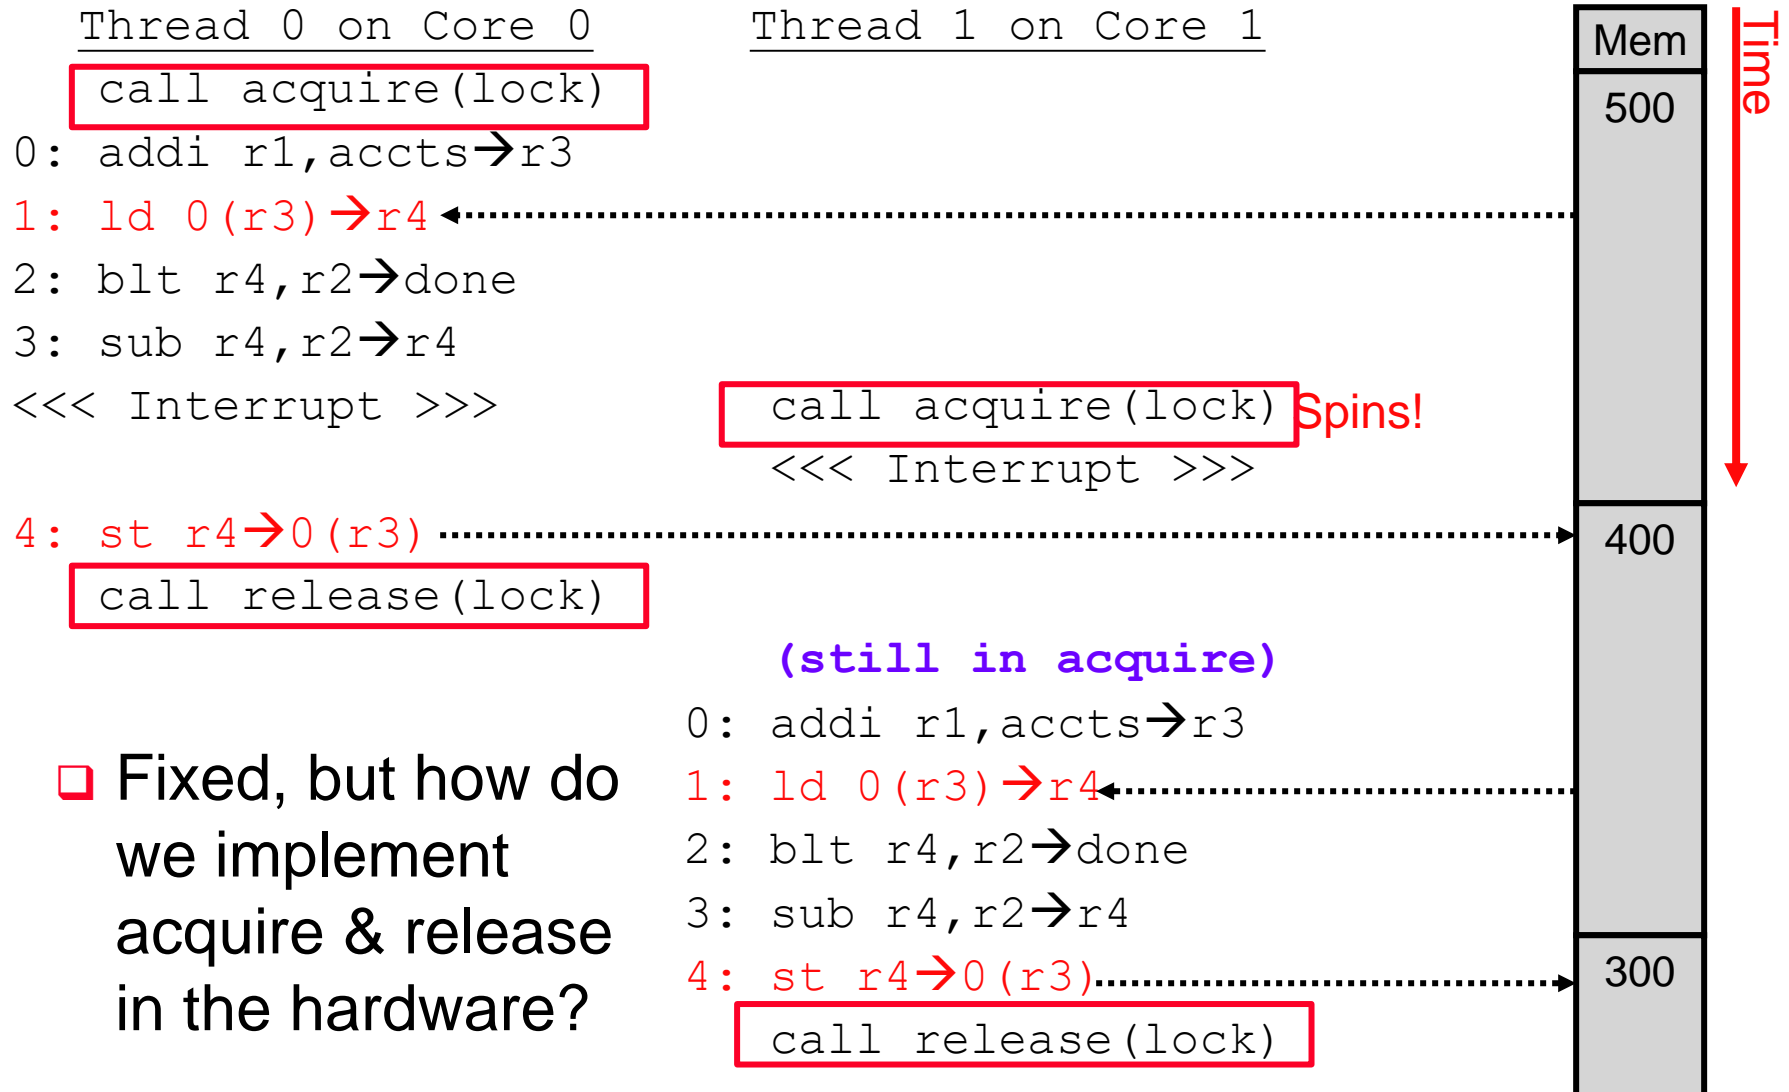 Thread 0 on Core 0
call acquire(lock)
0: addi r1,accts→r3
1: ld 0(r3)→r4
2: blt r4,r2→done
3: sub r4,r2→r4
<<< Interrupt >>>
4: st r4→0(r3)
call release(lock)
Thread 1 on Core 1
call acquire(lock) Spins!
<<< Interrupt >>>
(still in acquire)
0: addi r1,accts→r3
1: ld 0(r3)→r4
2: blt r4,r2→done
3: sub r4,r2→r4
4: st r4→0(r3)
call release(lock)
Mem
500
400
300
Time
Fixed, but how do
we implement
acquire & release
in the hardware?